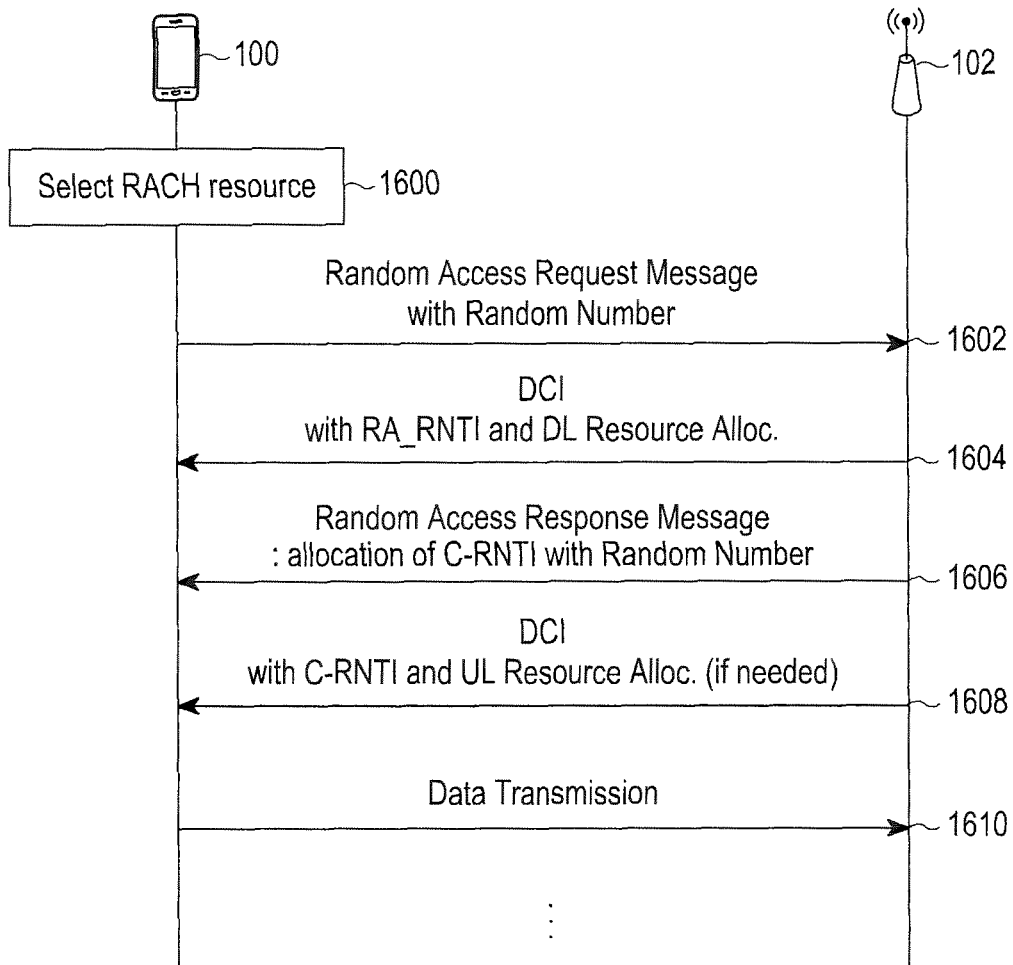 100
102
Select RACH resource
1600
Random Access Request Message
with Random Number
1602
DCI
with RA_RNTI and DL Resource Alloc.
1604
Random Access Response Message
: allocation of C-RNTI with Random Number
1606
DCI
with C-RNTI and UL Resource Alloc. (if needed)
1608
Data Transmission
1610